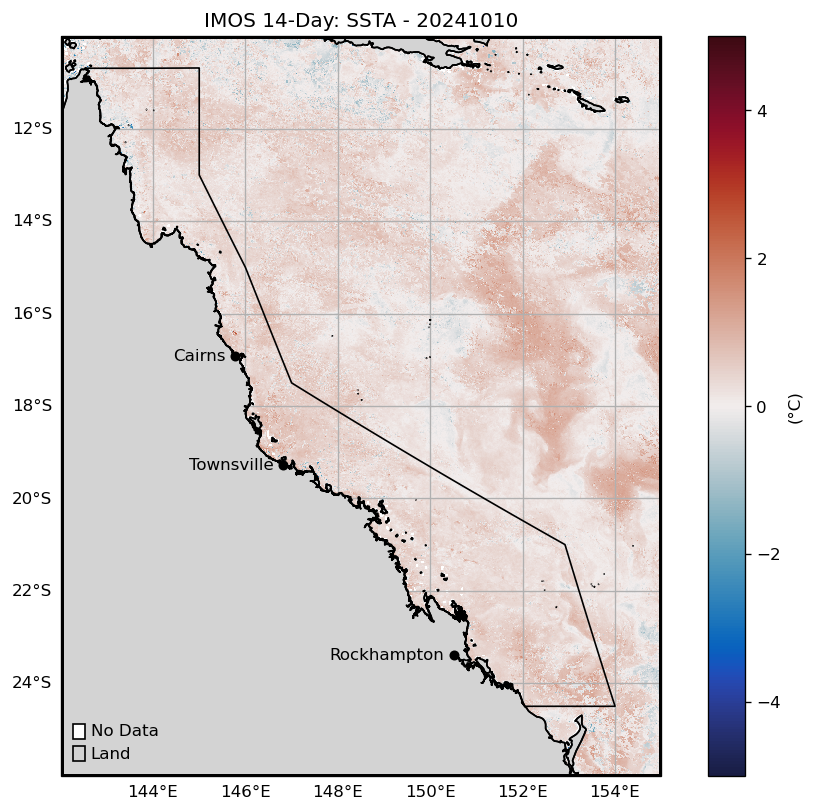 IMOS 14-Day: SSTA - 20241010
12°S
14°S
16°S
18°S
20°S
22°S
24°S
Cairns
Townsville
Rockhampton
No Data
Land
144°E 146°E 148°E 150°E 152°E 154°E
4
2
0
−2
−4
(°C)